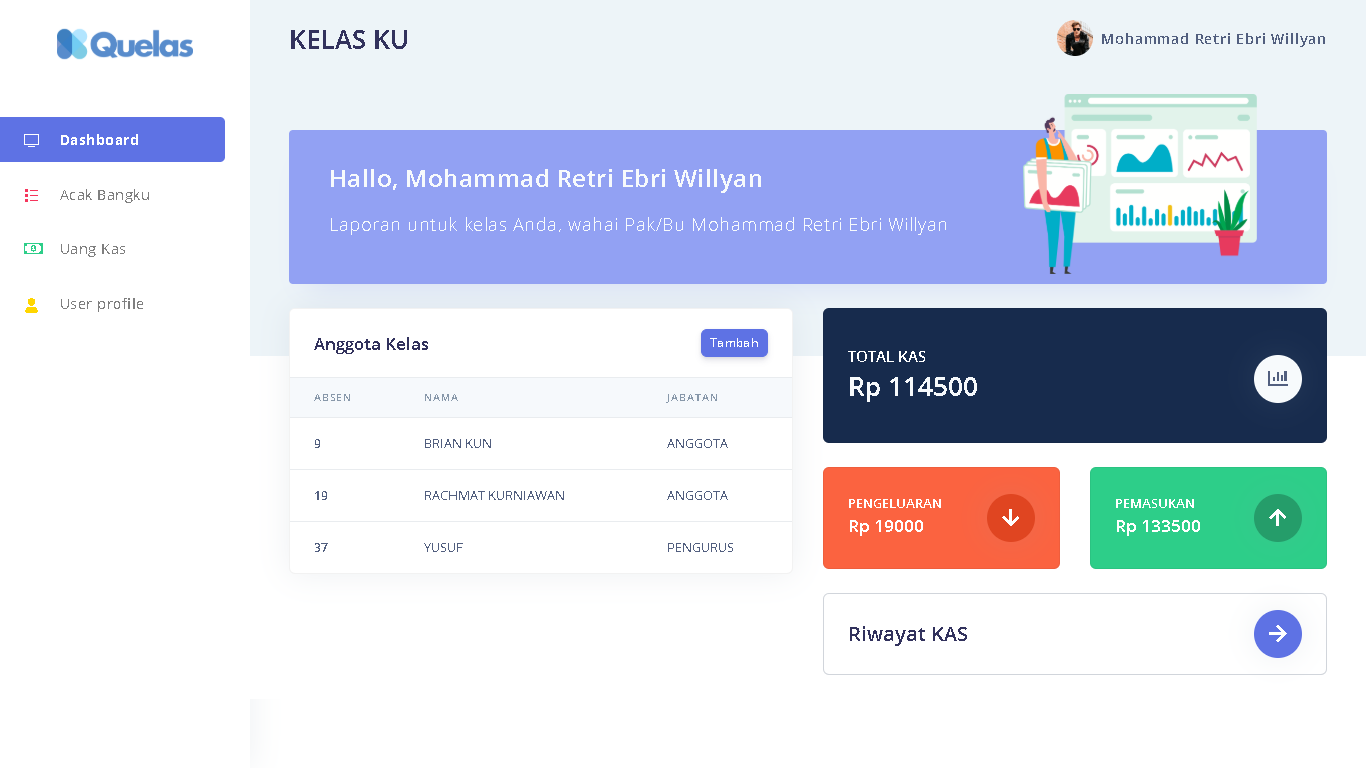 Quelas
KELAS KU
Mohammad Retri Ebri Willyan
Dashboard
Acak Bangku
Uang Kas
User profile
Hallo, Mohammad Retri Ebri Willyan
Laporan untuk kelas Anda, wahai Pak/Bu Mohammad Retri Ebri Willyan
Anggota Kelas
Tambah
ABSEN NAMA JABATAN
9 BRIAN KUN ANGGOTA
19 RACHMAT KURNIAWAN ANGGOTA
37 YUSUF PENGURUS
TOTAL KAS
Rp 114500
PENGELUARAN
Rp 19000
PEMASUKAN
Rp 133500
Riwayat KAS